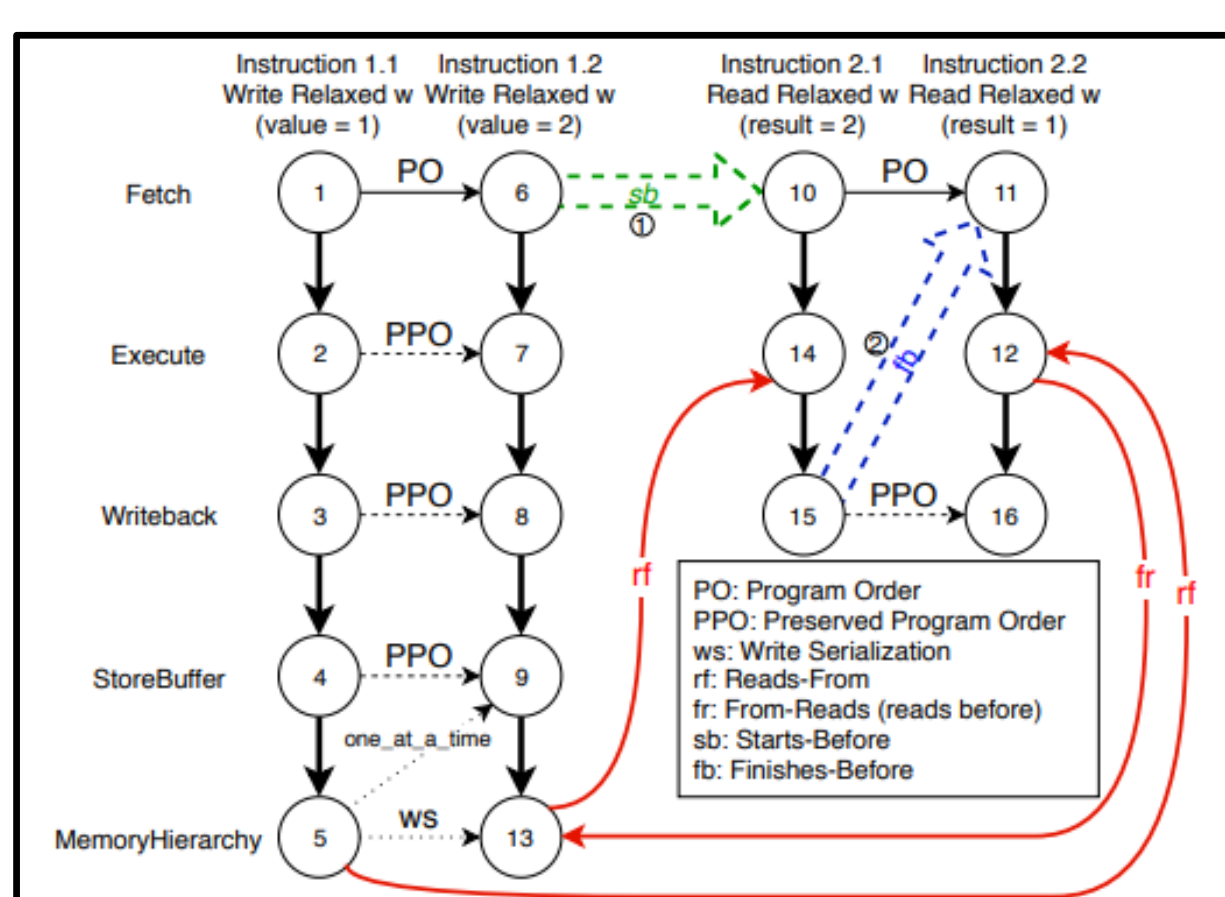 Instruction 1.1 Instruction 1.2 Instruction 2.1 Instruction 2.2
Write Relaxed w Write Relaxed w Read Relaxed w Read Relaxed w
(value = 1) (value = 2) (result = 2) (result = 1)
PO PO
Fetch 1 6 sb 10 11
①
PPO
Execute 2 7 ② 14 12
fb
PPO PPO
Writeback 3 8 15 16
rf fr rf
PO: Program Order
PPO: Preserved Program Order
ws: Write Serialization
rf: Reads-From
fr: From-Reads (reads before)
sb: Starts-Before
fb: Finishes-Before
PPO
StoreBuffer 4 9
one_at_a_time
ws
MemoryHierarchy 5 13